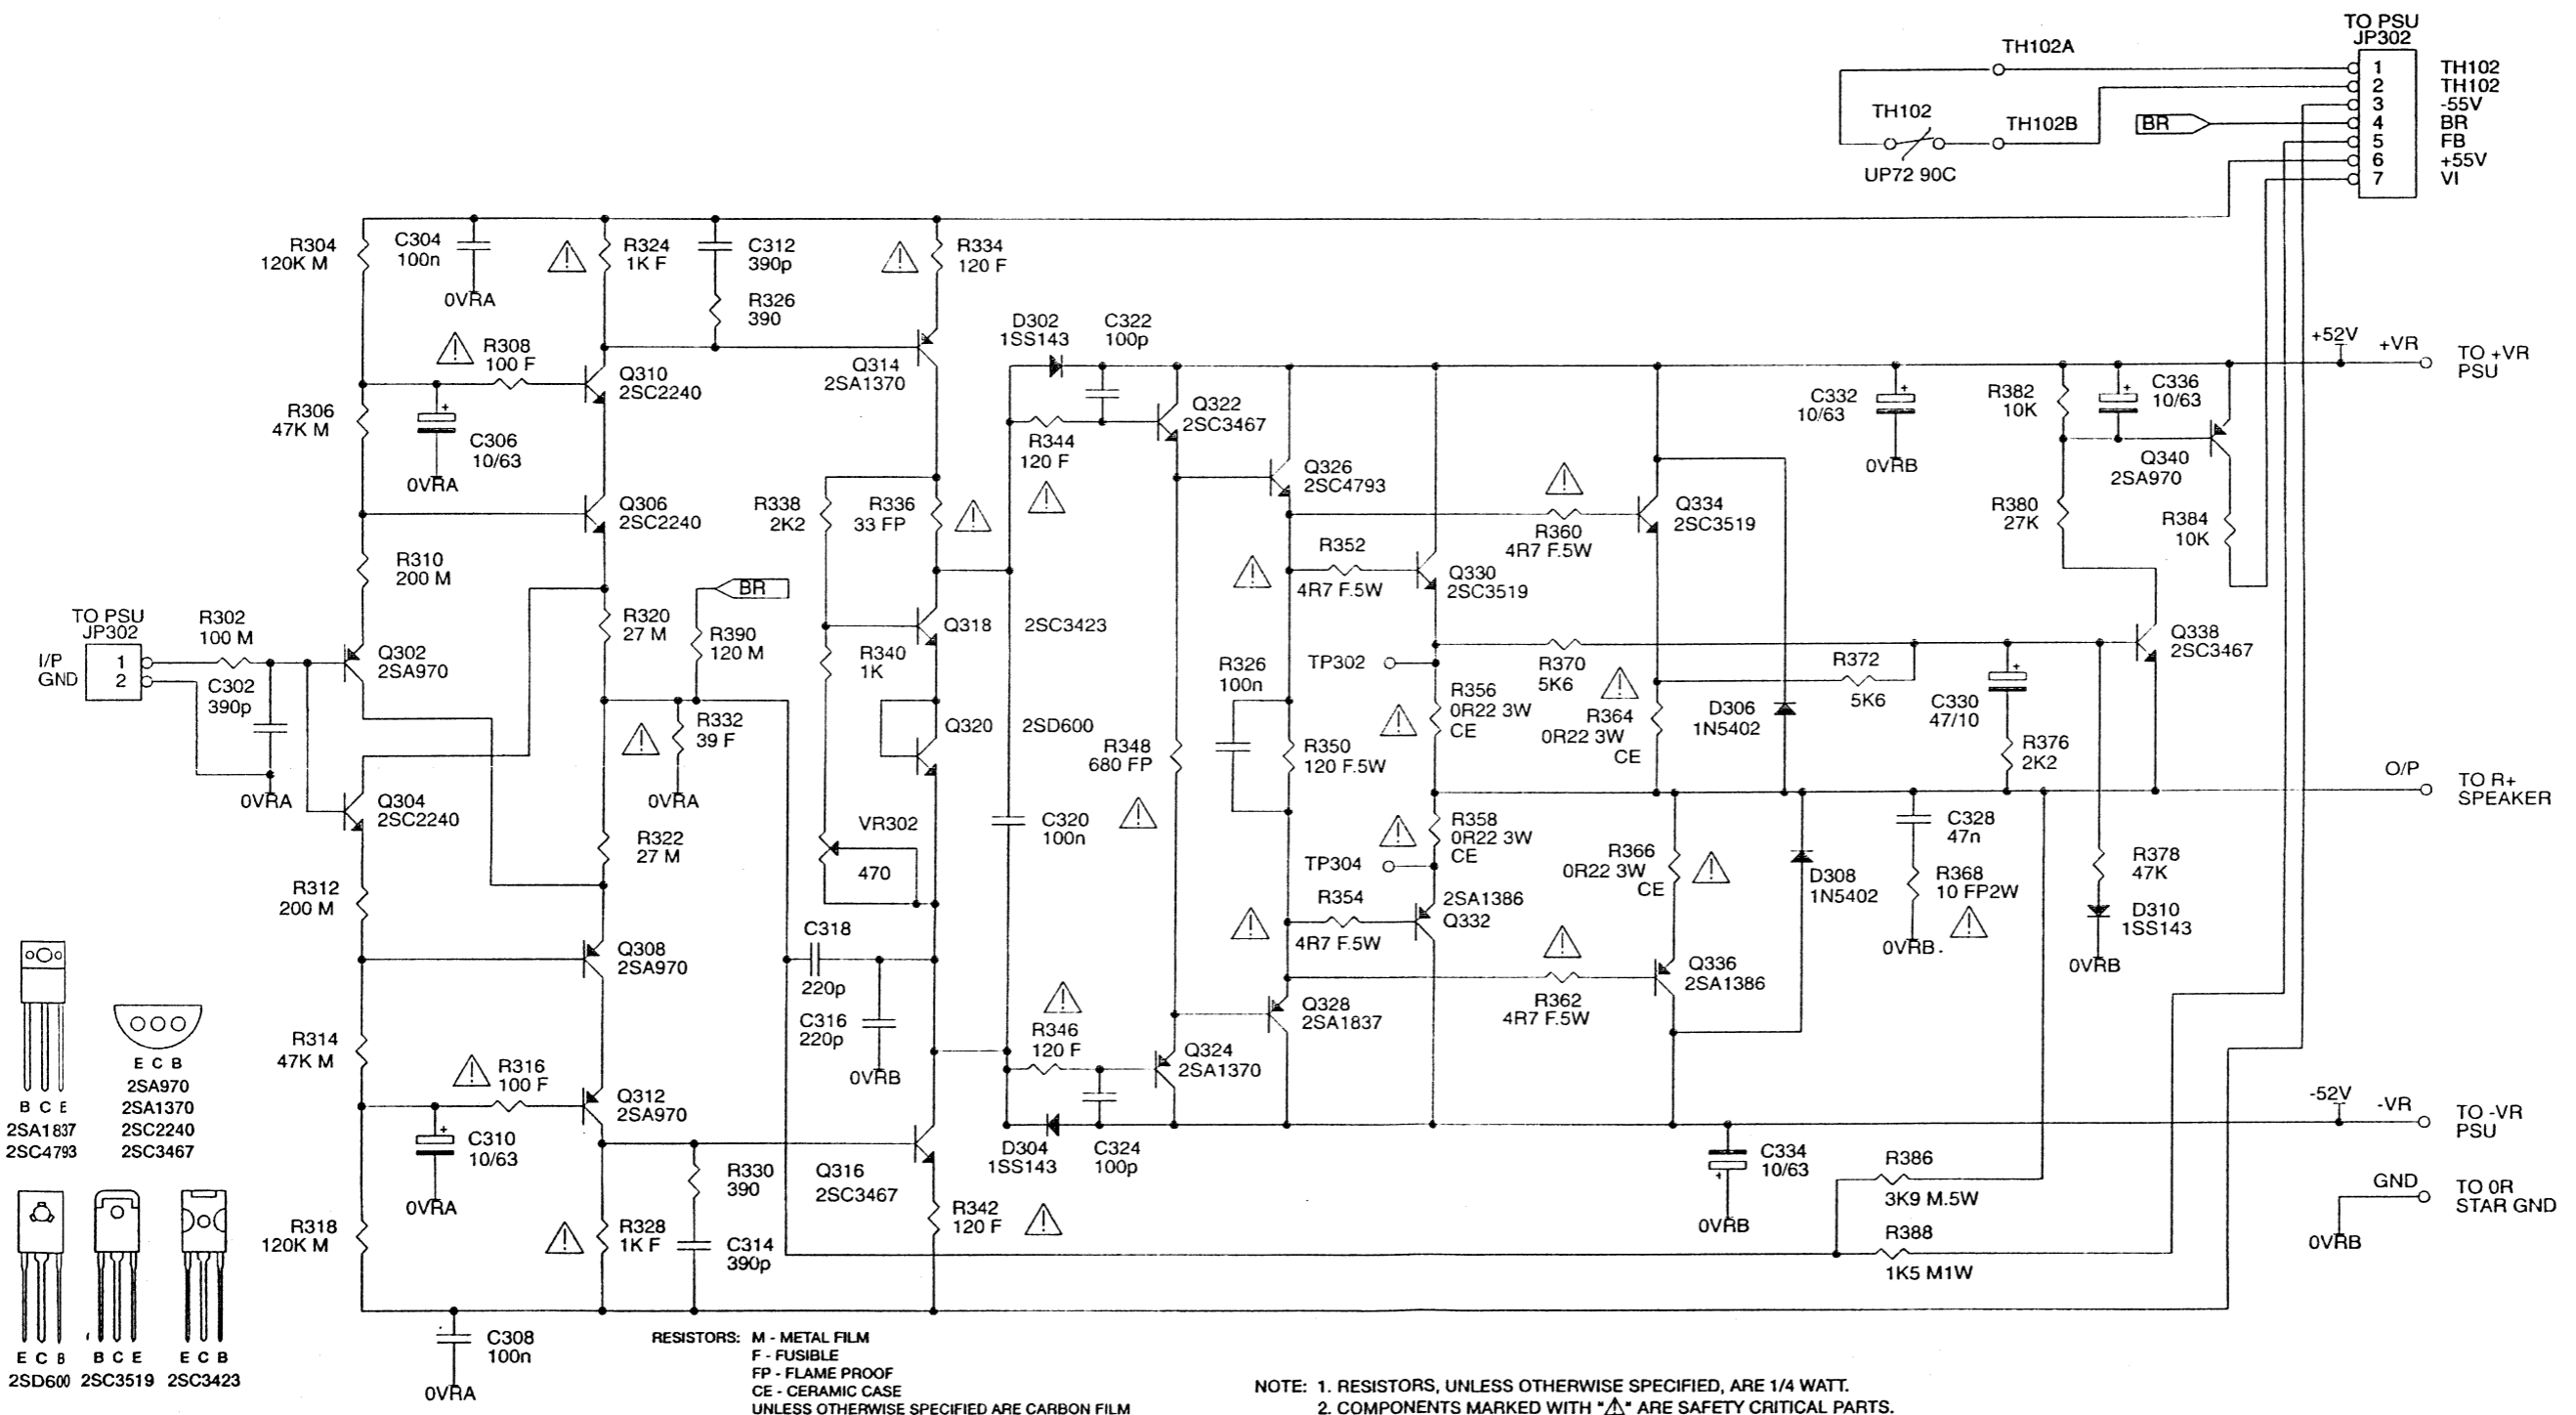 TO PSU
JP302
1 TH102
2 TH102
3 -55V
4 BR
5 FB
6 +55V
7 VI
TH102A
TH102
TH102B
UP72 90C
BR
R304
120K M
C304
100n
0VRA
R324
1K F
C312
390p
R326
390
R334
120 F
R308
100 F
Q310
2SC2240
Q314
2SA1370
D302
1SS143
C322
100p
+52V
+VR
TO +VR
PSU
R306
47K M
C306
10/63
0VRA
R344
120 F
Q322
2SC3467
C332
10/63
0VRB
R382
10K
C336
10/63
Q340
2SA970
Q306
2SC2240
R338
2K2
R336
33 FP
Q326
2SC4793
R360
4R7 F.5W
Q334
2SC3519
R380
27K
R384
10K
R310
200 M
R352
4R7 F.5W
Q330
2SC3519
TO PSU
JP302
I/P
GND
1
2
R302
100 M
C302
390p
0VRA
Q302
2SA970
R320
27 M
BR
R390
120 M
Q318 2SC3423
R340
1K
R326
100n
TP302
R370
5K6
R372
5K6
Q338
2SC3467
R332
39 F
0VRA
Q320 2SD600
R348
680 FP
R350
120 F.5W
R356
0R22 3W
CE
R364
0R22 3W
CE
D306
1N5402
C330
47/10
R376
2K2
O/P
TO R+
SPEAKER
Q304
2SC2240
R322
27 M
VR302
470
C320
100n
R358
0R22 3W
CE
TP304
R366
0R22 3W
CE
D308
1N5402
C328
47n
R368
10 FP2W
0VRB.
R378
47K
D310
1SS143
0VRB
R312
200 M
R354
4R7 F.5W
2SA1386
Q332
Q308
2SA970
C318
220p
C316
220p
0VRB
R362
4R7 F.5W
Q336
2SA1386
Q328
2SA1837
R314
47K M
R316
100 F
Q312
2SA970
R346
120 F
Q324
2SA1370
-52V
-VR
TO -VR
PSU
C310
10/63
0VRA
D304
1SS143
C324
100p
R330
390
Q316
2SC3467
C334
10/63
0VRB
R386
3K9 M.5W
GND
TO 0R
STAR GND
0VRB
R318
120K M
R328
1K F
C314
390p
R342
120 F
R388
1K5 M1W
C308
100n
0VRA
B C E
2SA1837
2SC4793
E C B
2SA970
2SA1370
2SC2240
2SC3467
E C B
2SD600
B C E
2SC3519
E C B
2SC3423
RESISTORS: M - METAL FILM
F - FUSIBLE
FP - FLAME PROOF
CE - CERAMIC CASE
UNLESS OTHERWISE SPECIFIED ARE CARBON FILM
NOTE: 1. RESISTORS, UNLESS OTHERWISE SPECIFIED, ARE 1/4 WATT.
2. COMPONENTS MARKED WITH "⚠" ARE SAFETY CRITICAL PARTS.